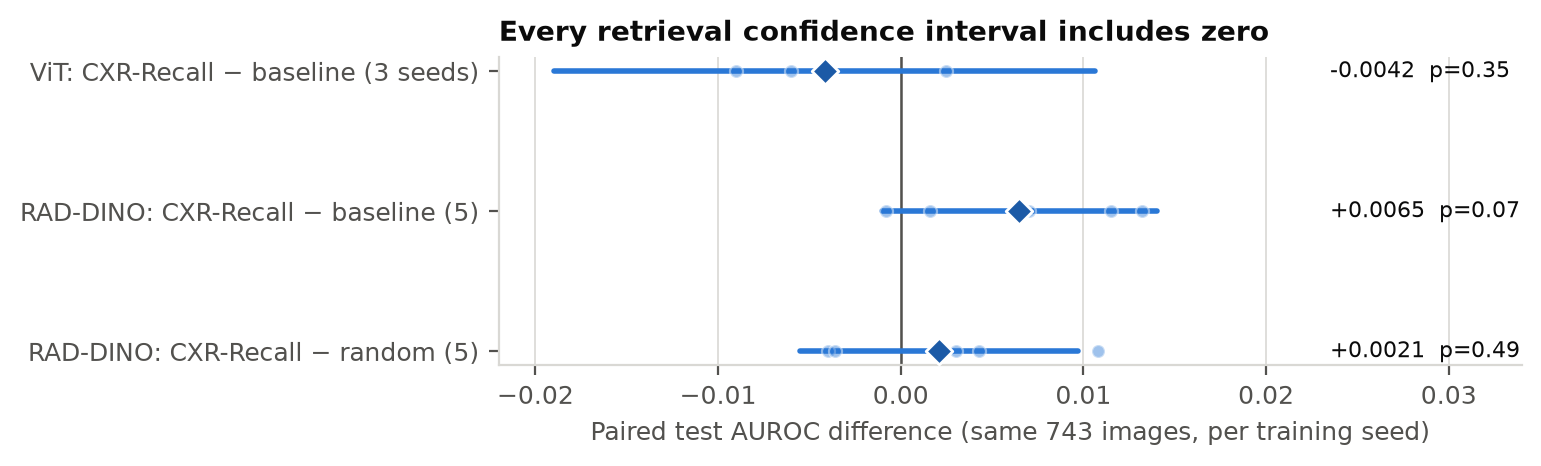 Every retrieval confidence interval includes zero
ViT: CXR-Recall − baseline (3 seeds)
-0.0042 p=0.35
RAD-DINO: CXR-Recall − baseline (5)
+0.0065 p=0.07
RAD-DINO: CXR-Recall − random (5)
+0.0021 p=0.49
−0.02 −0.01 0.00 0.01 0.02 0.03
Paired test AUROC difference (same 743 images, per training seed)